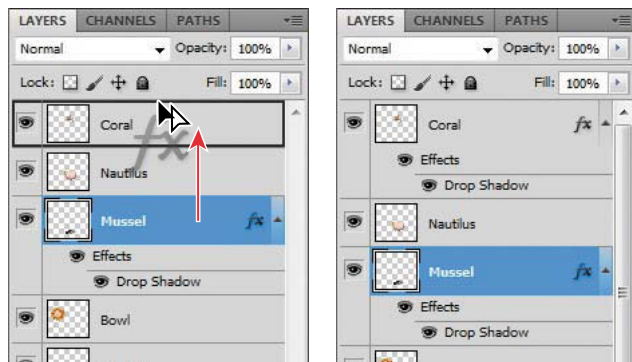 LAYERS CHANNELS PATHS
Normal Opacity: 100%
Lock: Fill: 100%
Coral
fx
Nautilus
Mussel fx
Effects
Drop Shadow
Bowl
LAYERS CHANNELS PATHS
Normal Opacity: 100%
Lock: Fill: 100%
Coral fx
Effects
Drop Shadow
Nautilus
Mussel fx
Effects
Drop Shadow